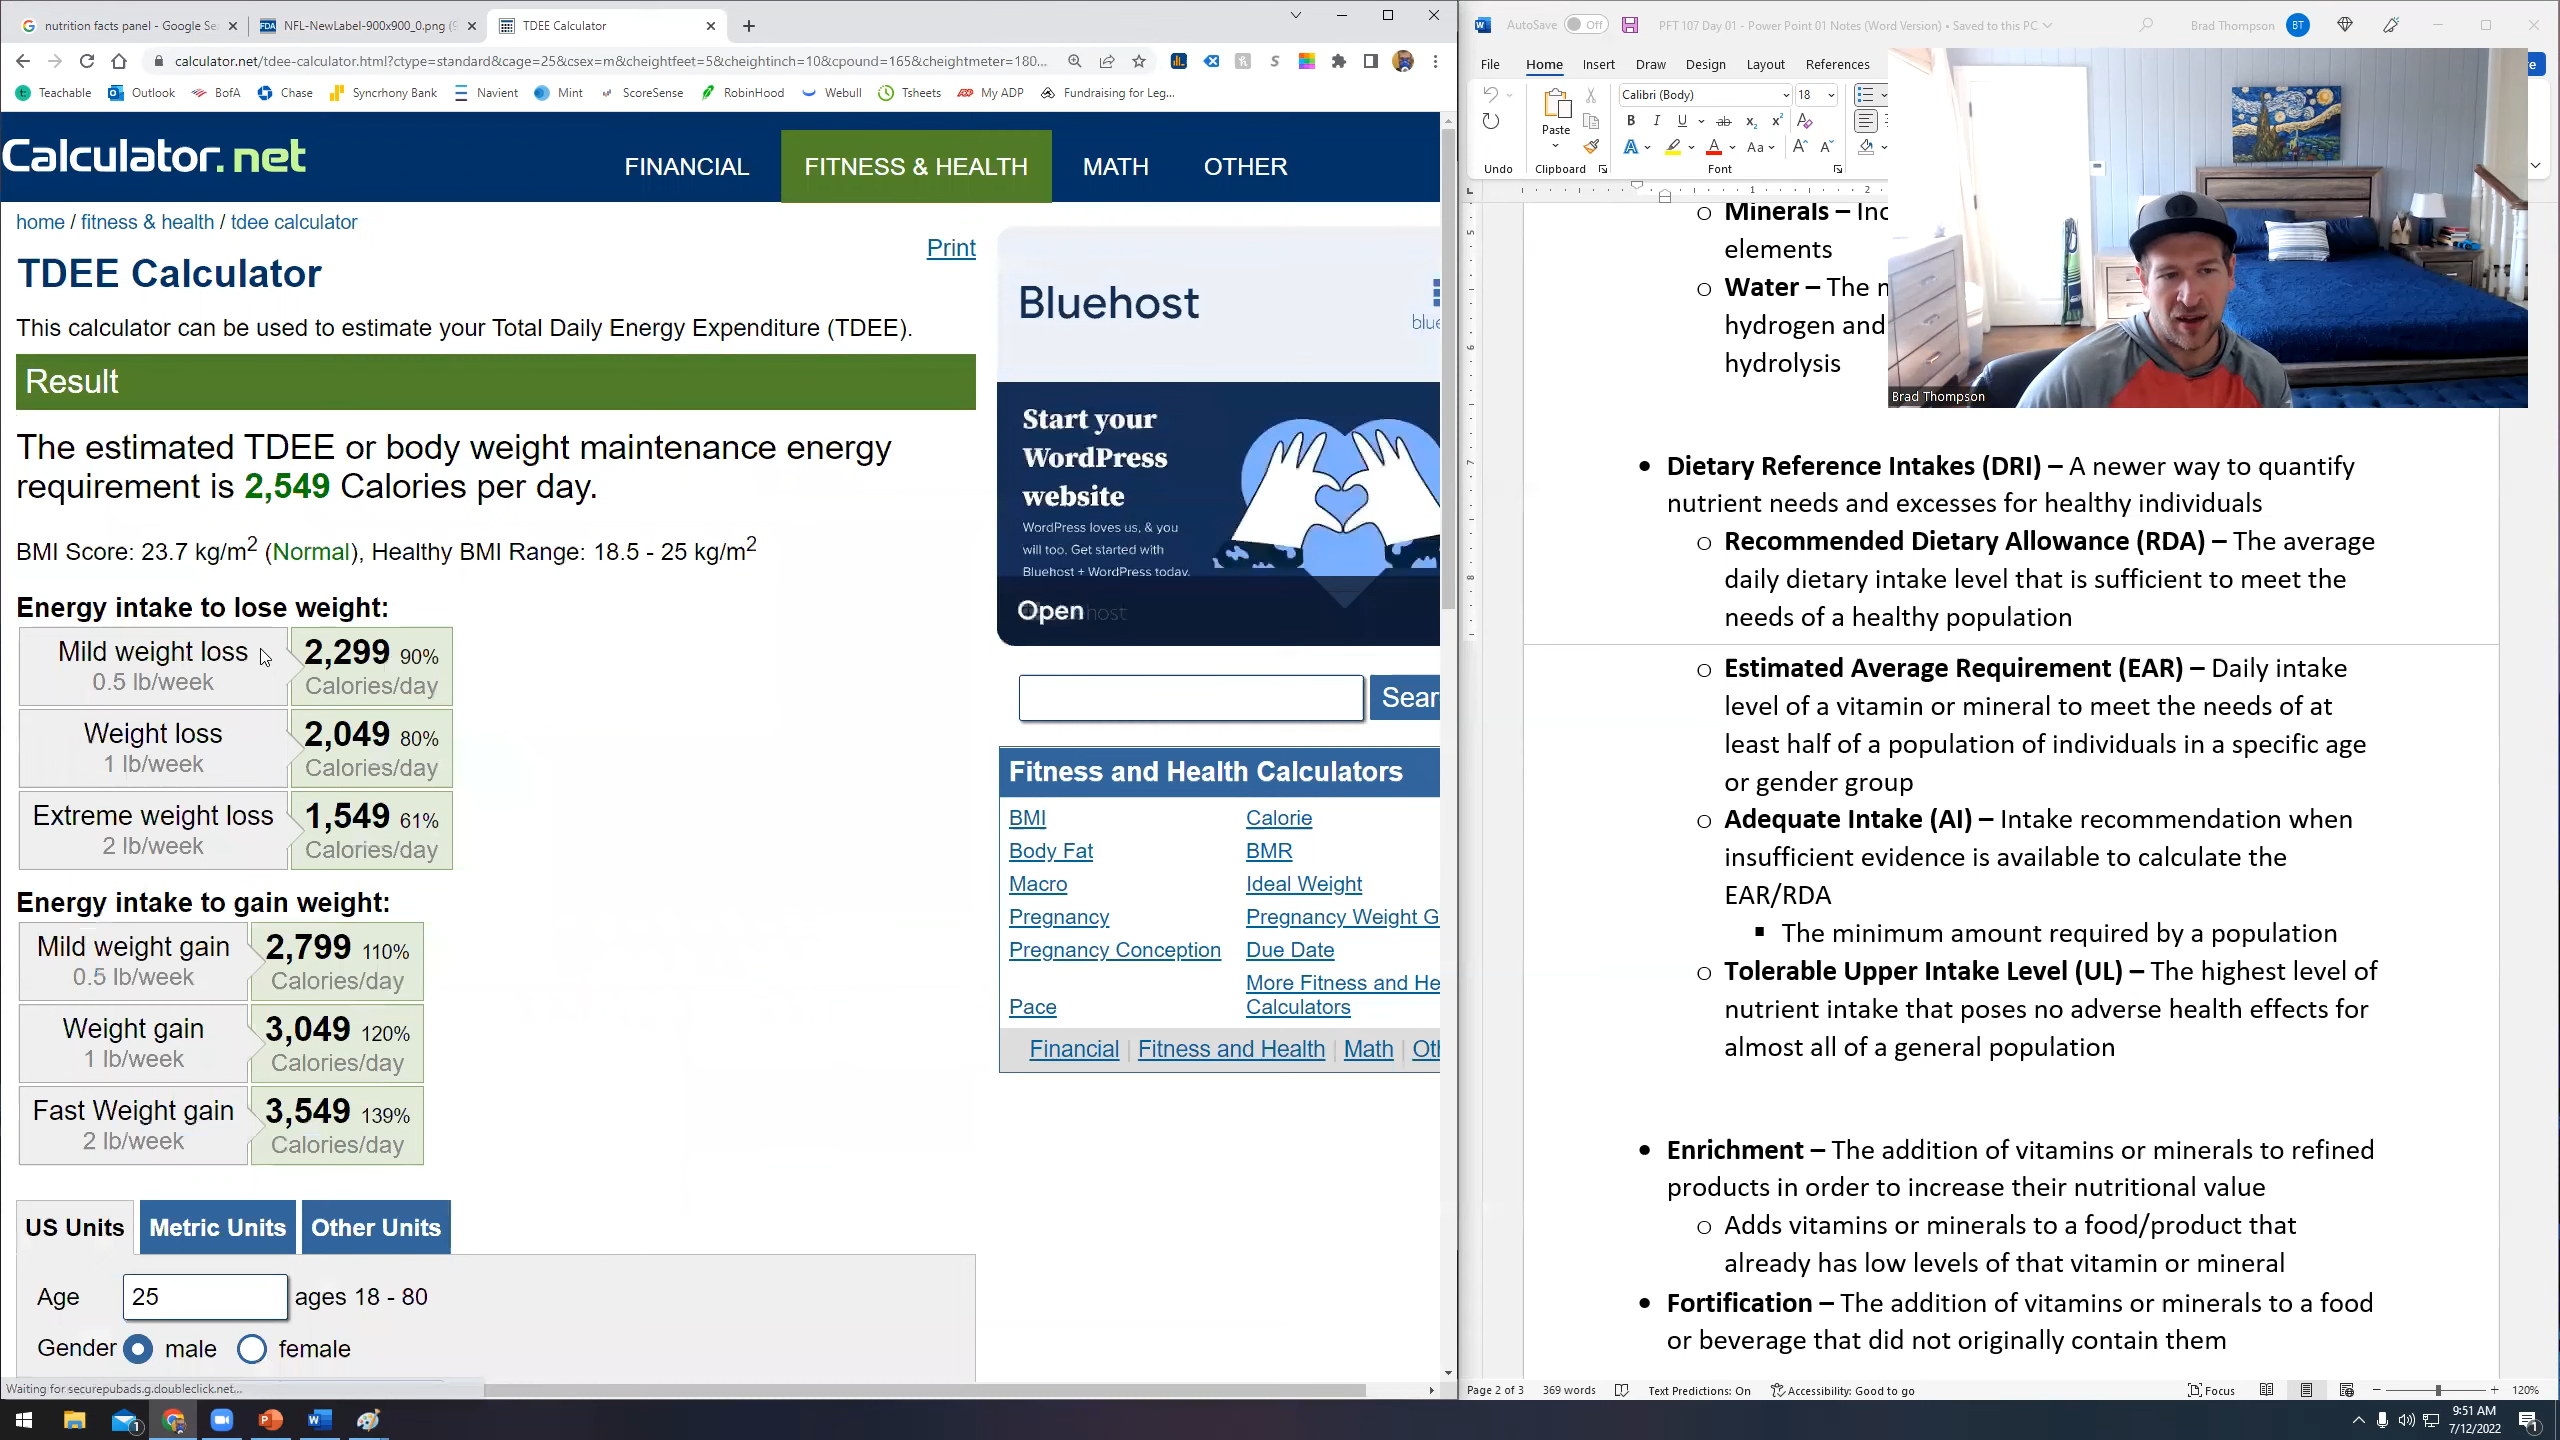 nutrition facts panel - Google Se
NFL-NewLabel-900x900_0.png (9
TDEE Calculator
calculator.net/tdee-calculator.html?ctype=standard&cage=25&csex=m&cheightfeet=5&cheightinch=10&cpound=165&cheightmeter=180...
Teachable
Outlook
BofA
Chase
Syncrhony Bank
Navient
Mint
ScoreSense
RobinHood
Webull
Tsheets
My ADP
Fundraising for Leg...
Calculator.net
FINANCIAL
FITNESS & HEALTH
MATH
OTHER
home / fitness & health / tdee calculator
Print
TDEE Calculator
This calculator can be used to estimate your Total Daily Energy Expenditure (TDEE).
Result
The estimated TDEE or body weight maintenance energy
requirement is 2,549 Calories per day.
BMI Score: 23.7 kg/m² (Normal), Healthy BMI Range: 18.5 - 25 kg/m²
Energy intake to lose weight:
Mild weight loss 2,299 90%
0.5 lb/week Calories/day
Weight loss 2,049 80%
1 lb/week Calories/day
Extreme weight loss 1,549 61%
2 lb/week Calories/day
Energy intake to gain weight:
Mild weight gain 2,799 110%
0.5 lb/week Calories/day
Weight gain 3,049 120%
1 lb/week Calories/day
Fast Weight gain 3,549 139%
2 lb/week Calories/day
US Units
Metric Units
Other Units
Age 25 ages 18 - 80
Gender male female
Waiting for securepubads.g.doubleclick.net...
Bluehost
blue
Start your
WordPress
website
WordPress loves us, & you
will too. Get started with
Bluehost + WordPress today.
Open
Sear
Fitness and Health Calculators
BMI Calorie
Body Fat BMR
Macro Ideal Weight
Pregnancy Pregnancy Weight G
Pregnancy Conception Due Date
More Fitness and He
Pace Calculators
Financial | Fitness and Health | Math | Oth
AutoSave Off
PFT 107 Day 01 - Power Point 01 Notes (Word Version) • Saved to this PC
Brad Thompson BT
File Home Insert Draw Design Layout References
Calibri (Body) 18
Paste
B I U ab x₂ x² A
A A Aa A A
Undo Clipboard Font
1 2
Brad Thompson
o Minerals – Ino
elements
o Water – The m
hydrogen and
hydrolysis
• Dietary Reference Intakes (DRI) – A newer way to quantify
nutrient needs and excesses for healthy individuals
o Recommended Dietary Allowance (RDA) – The average
daily dietary intake level that is sufficient to meet the
needs of a healthy population
o Estimated Average Requirement (EAR) – Daily intake
level of a vitamin or mineral to meet the needs of at
least half of a population of individuals in a specific age
or gender group
o Adequate Intake (AI) – Intake recommendation when
insufficient evidence is available to calculate the
EAR/RDA
▪ The minimum amount required by a population
o Tolerable Upper Intake Level (UL) – The highest level of
nutrient intake that poses no adverse health effects for
almost all of a general population
• Enrichment – The addition of vitamins or minerals to refined
products in order to increase their nutritional value
o Adds vitamins or minerals to a food/product that
already has low levels of that vitamin or mineral
• Fortification – The addition of vitamins or minerals to a food
or beverage that did not originally contain them
Page 2 of 3 369 words Text Predictions: On Accessibility: Good to go Focus 120%
9:51 AM
7/12/2022